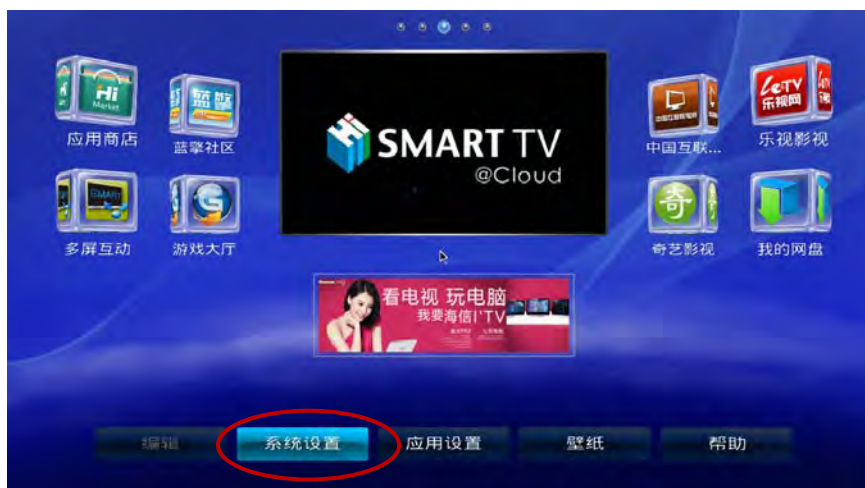 Hi
Market
应用商店
蓝擎
蓝擎社区
SMART
多屏互动
G
游戏大厅
Hi
SMART TV
@Cloud
中国互联...
LeTV
乐视网
乐视影视
奇
奇艺影视
我的网盘
看电视 玩电脑
我要海信I'TV
编辑
系统设置
应用设置
壁纸
帮助